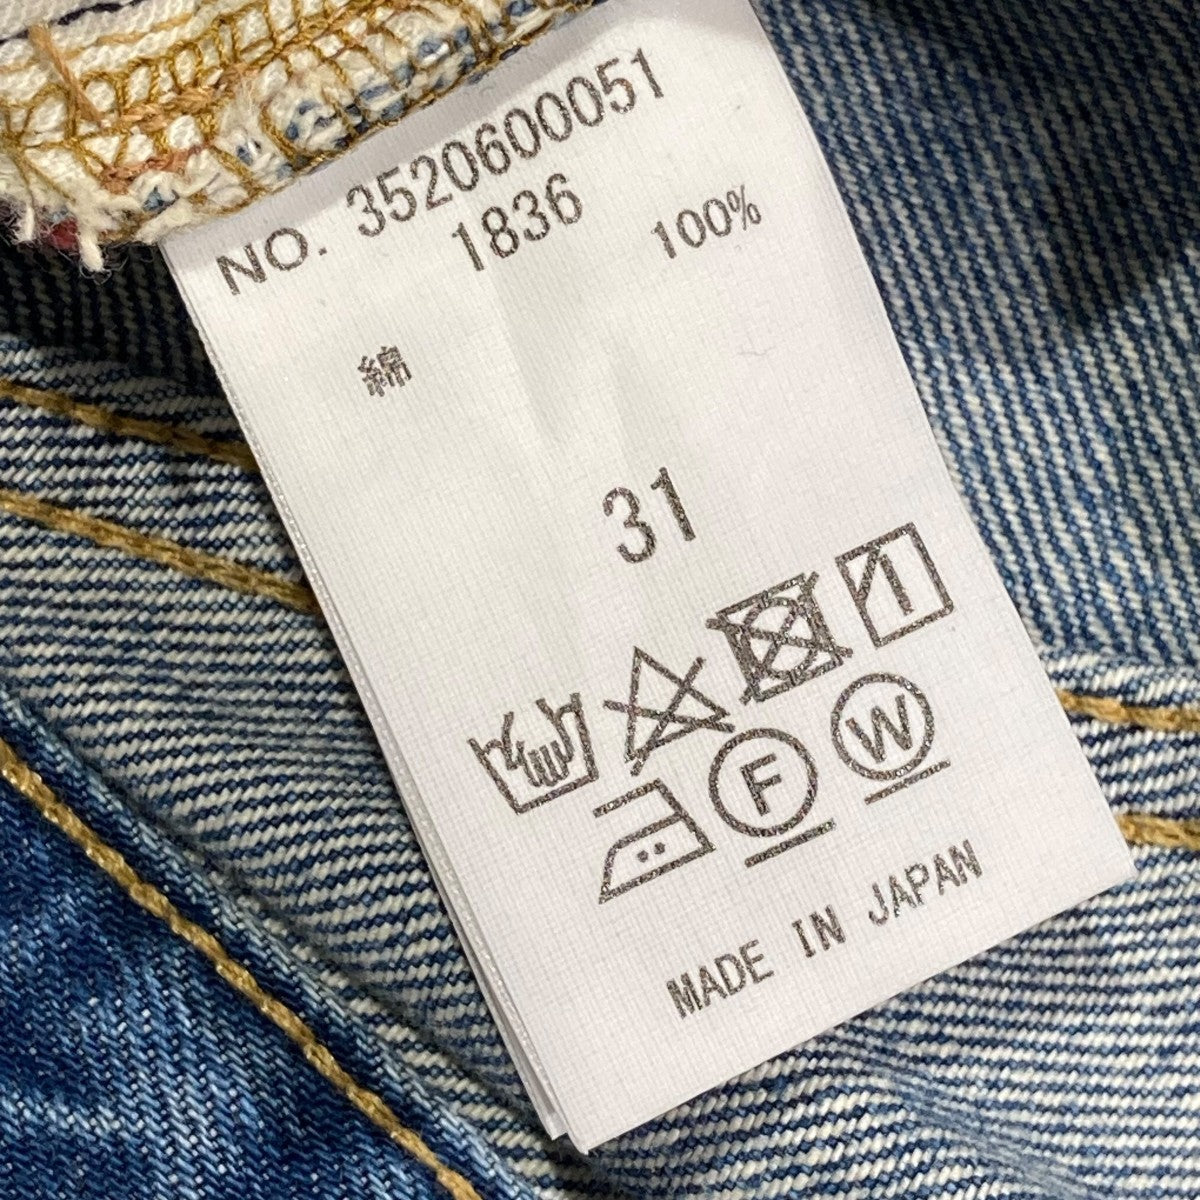 NO. 3520600051
1836
綿 100%
31
F W
MADE IN JAPAN